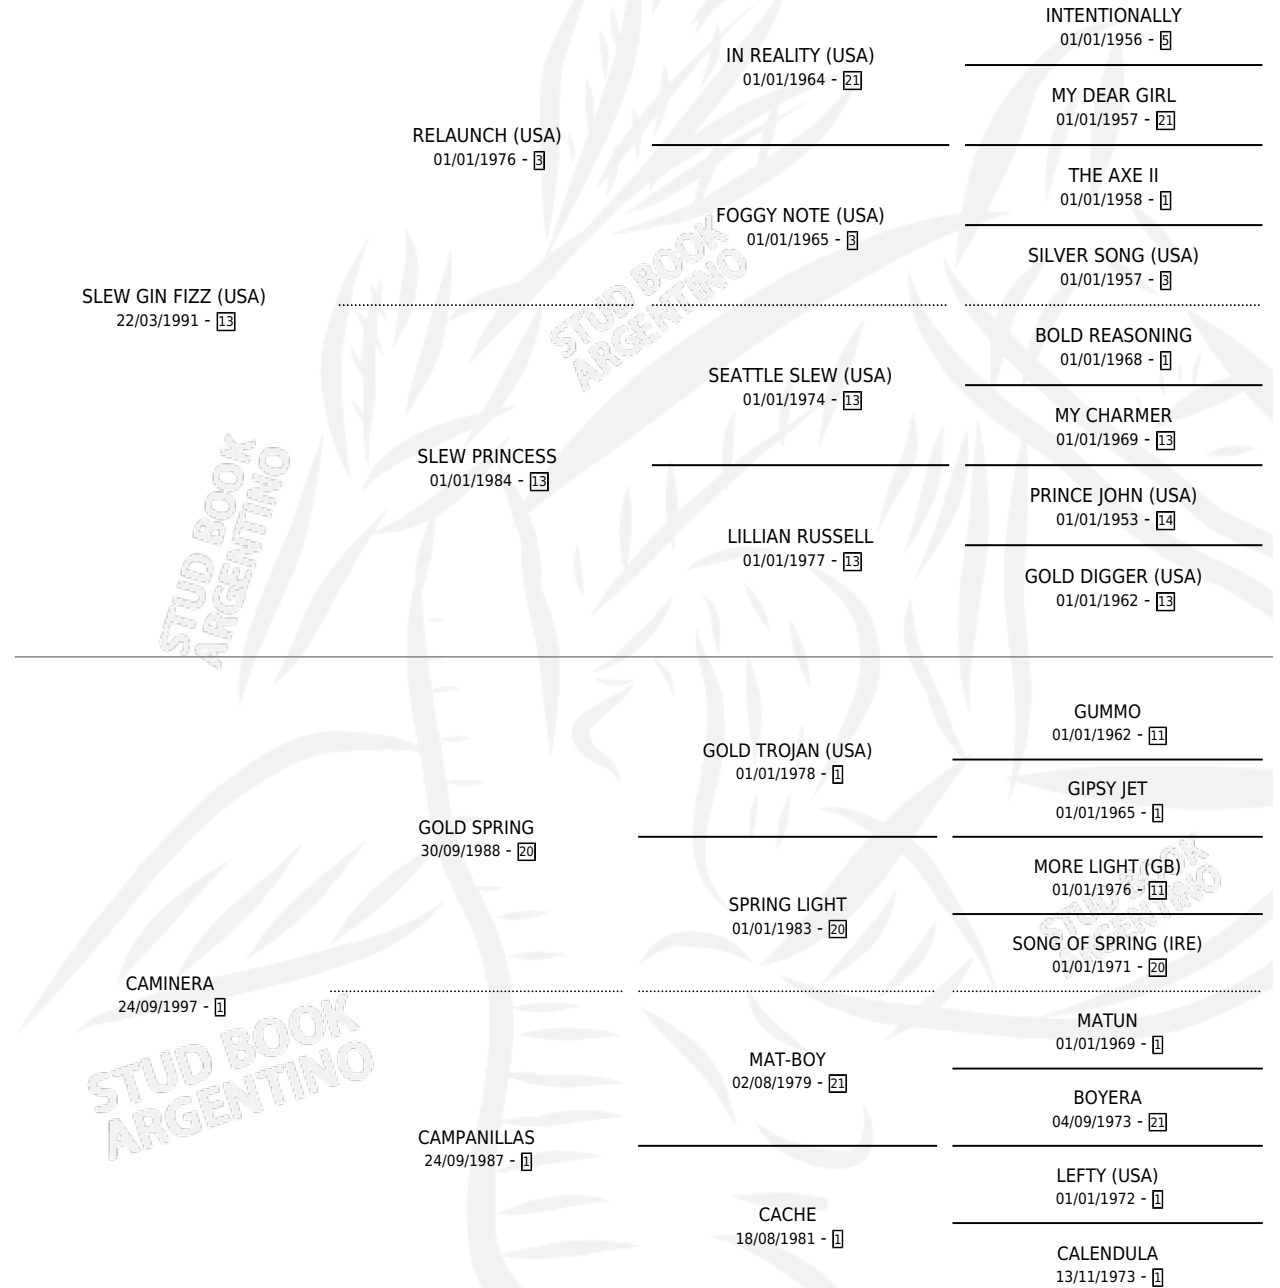 INTENTIONALLY
01/01/1956 - 5
IN REALITY (USA)
01/01/1964 - 21
MY DEAR GIRL
01/01/1957 - 21
RELAUNCH (USA)
01/01/1976 - 3
THE AXE II
01/01/1958 - 1
FOGGY NOTE (USA)
01/01/1965 - 3
SILVER SONG (USA)
01/01/1957 - 3
SLEW GIN FIZZ (USA)
22/03/1991 - 13
STUD BOOK
ARGENTINO
BOLD REASONING
01/01/1968 - 1
SEATTLE SLEW (USA)
01/01/1974 - 13
MY CHARMER
01/01/1969 - 13
SLEW PRINCESS
01/01/1984 - 13
PRINCE JOHN (USA)
01/01/1953 - 14
LILLIAN RUSSELL
01/01/1977 - 13
GOLD DIGGER (USA)
01/01/1962 - 13
STUD BOOK
ARGENTINO
GUMMO
01/01/1962 - 11
GOLD TROJAN (USA)
01/01/1978 - 1
GIPSY JET
01/01/1965 - 1
GOLD SPRING
30/09/1988 - 20
MORE LIGHT (GB)
01/01/1976 - 11
SPRING LIGHT
01/01/1983 - 20
SONG OF SPRING (IRE)
01/01/1971 - 20
STUD BOOK
ARGENTINO
CAMINERA
24/09/1997 - 1
MATUN
01/01/1969 - 1
MAT-BOY
02/08/1979 - 21
BOYERA
04/09/1973 - 21
STUD BOOK
ARGENTINO
CAMPANILLAS
24/09/1987 - 1
LEFTY (USA)
01/01/1972 - 1
CACHE
18/08/1981 - 1
CALENDULA
13/11/1973 - 1